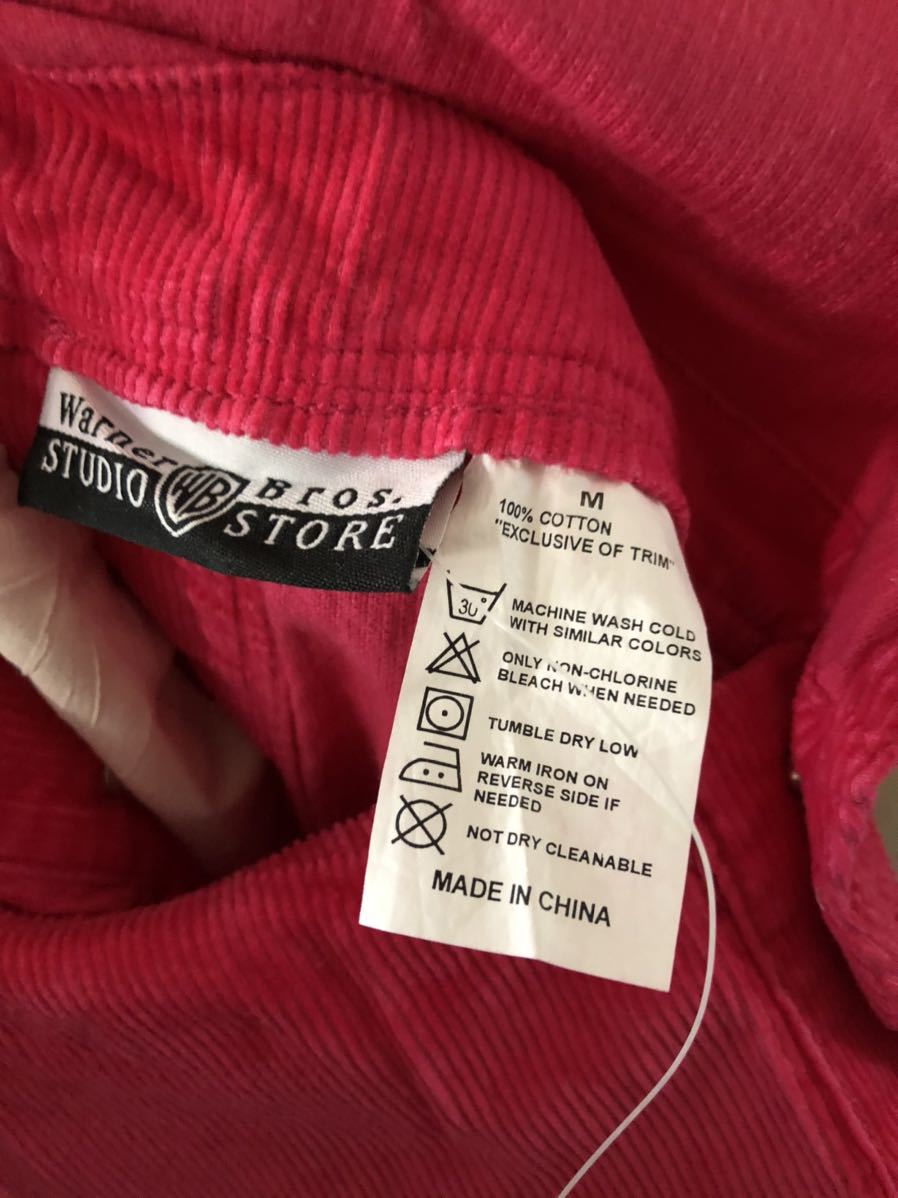 Warner Bros.
STUDIO WB STORE
M
100% COTTON
"EXCLUSIVE OF TRIM"
30°
MACHINE WASH COLD
WITH SIMILAR COLORS
ONLY NON-CHLORINE
BLEACH WHEN NEEDED
TUMBLE DRY LOW
WARM IRON ON
REVERSE SIDE IF
NEEDED
NOT DRY CLEANABLE
MADE IN CHINA